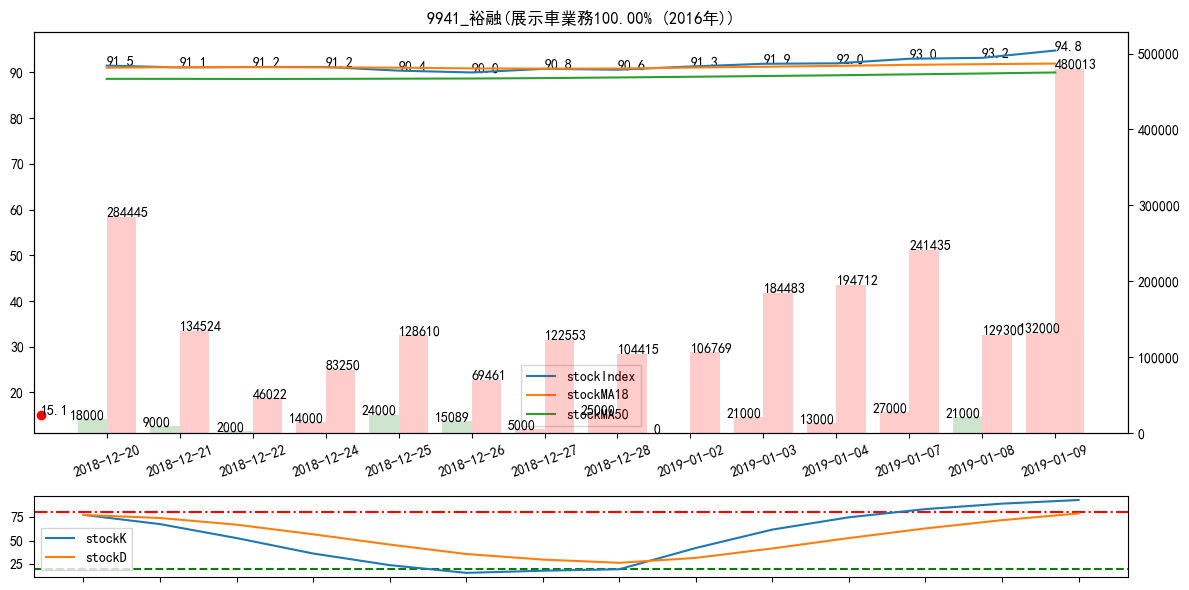 9941_裕融(展示車業務100.00% (2016年))
91.5 91.1 91.2 91.2 90.4 90.0 90.8 90.6 91.3 91.9 92.0 93.0 93.2 94.8
90 80 70 60 50 40 30 20
500000 400000 300000 200000 100000 0
284445 134524 46022 83250 128610 69461 122553 104415 106769 184483 194712 241435 129300 480013
15.1
18000 9000 2000 14000 24000 15089 5000 25000 0 21000 13000 27000 21000 132000
stockIndex
stockMA18
stockMA50
2018-12-20 2018-12-21 2018-12-22 2018-12-24 2018-12-25 2018-12-26 2018-12-27 2018-12-28 2019-01-02 2019-01-03 2019-01-04 2019-01-07 2019-01-08 2019-01-09
75 50 25
stockK
stockD